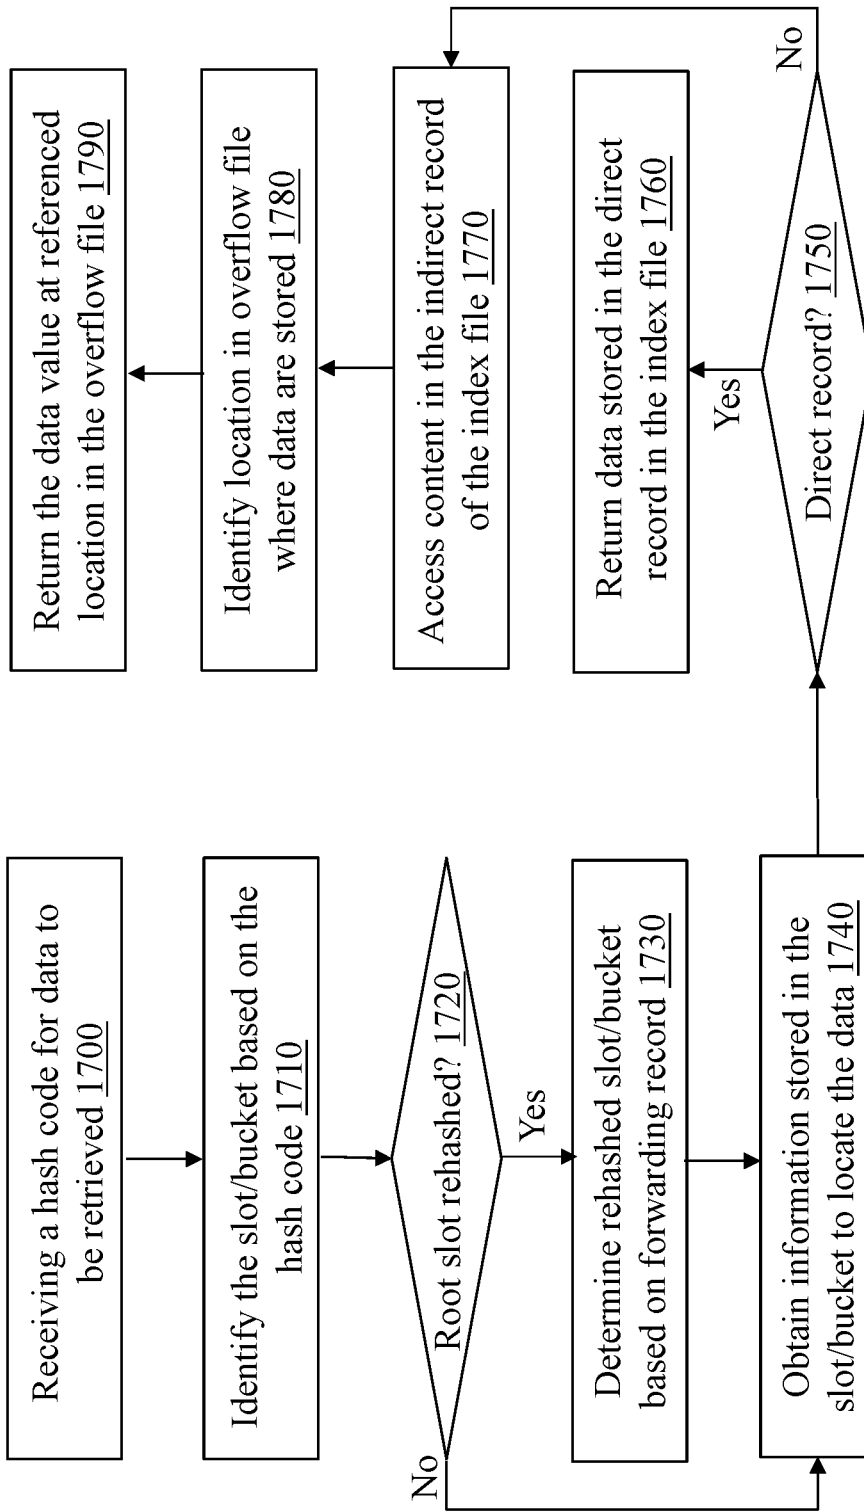 Receiving a hash code for data to
be retrieved 1700
Identify the slot/bucket based on the
hash code 1710
Root slot rehashed? 1720
No
Yes
Determine rehashed slot/bucket
based on forwarding record 1730
Obtain information stored in the
slot/bucket to locate the data 1740
Direct record? 1750
Yes
No
Return data stored in the direct
record in the index file 1760
Access content in the indirect record
of the index file 1770
Identify location in overflow file
where data are stored 1780
Return the data value at referenced
location in the overflow file 1790